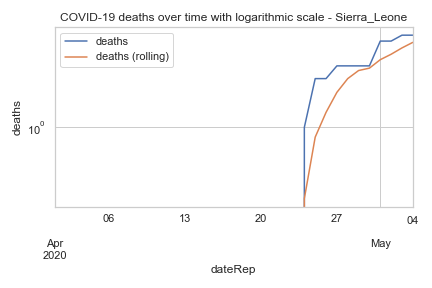 COVID-19 deaths over time with logarithmic scale - Sierra_Leone
deaths
deaths (rolling)
deaths
10⁰
06 13 20 27 04
Apr May
2020
dateRep